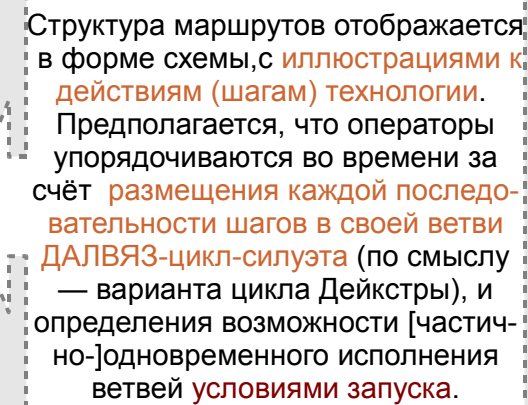 Структура маршрутов отображается
в форме схемы,с иллюстрациями к
действиям (шагам) технологии.
Предполагается, что операторы
упорядочиваются во времени за
счёт размещения каждой последо-
вательности шагов в своей ветви
ДАЛВЯЗ-цикл-силуэта (по смыслу
— варианта цикла Дейкстры), и
определения возможности [частич-
но-]одновременного исполнения
ветвей условиями запуска.